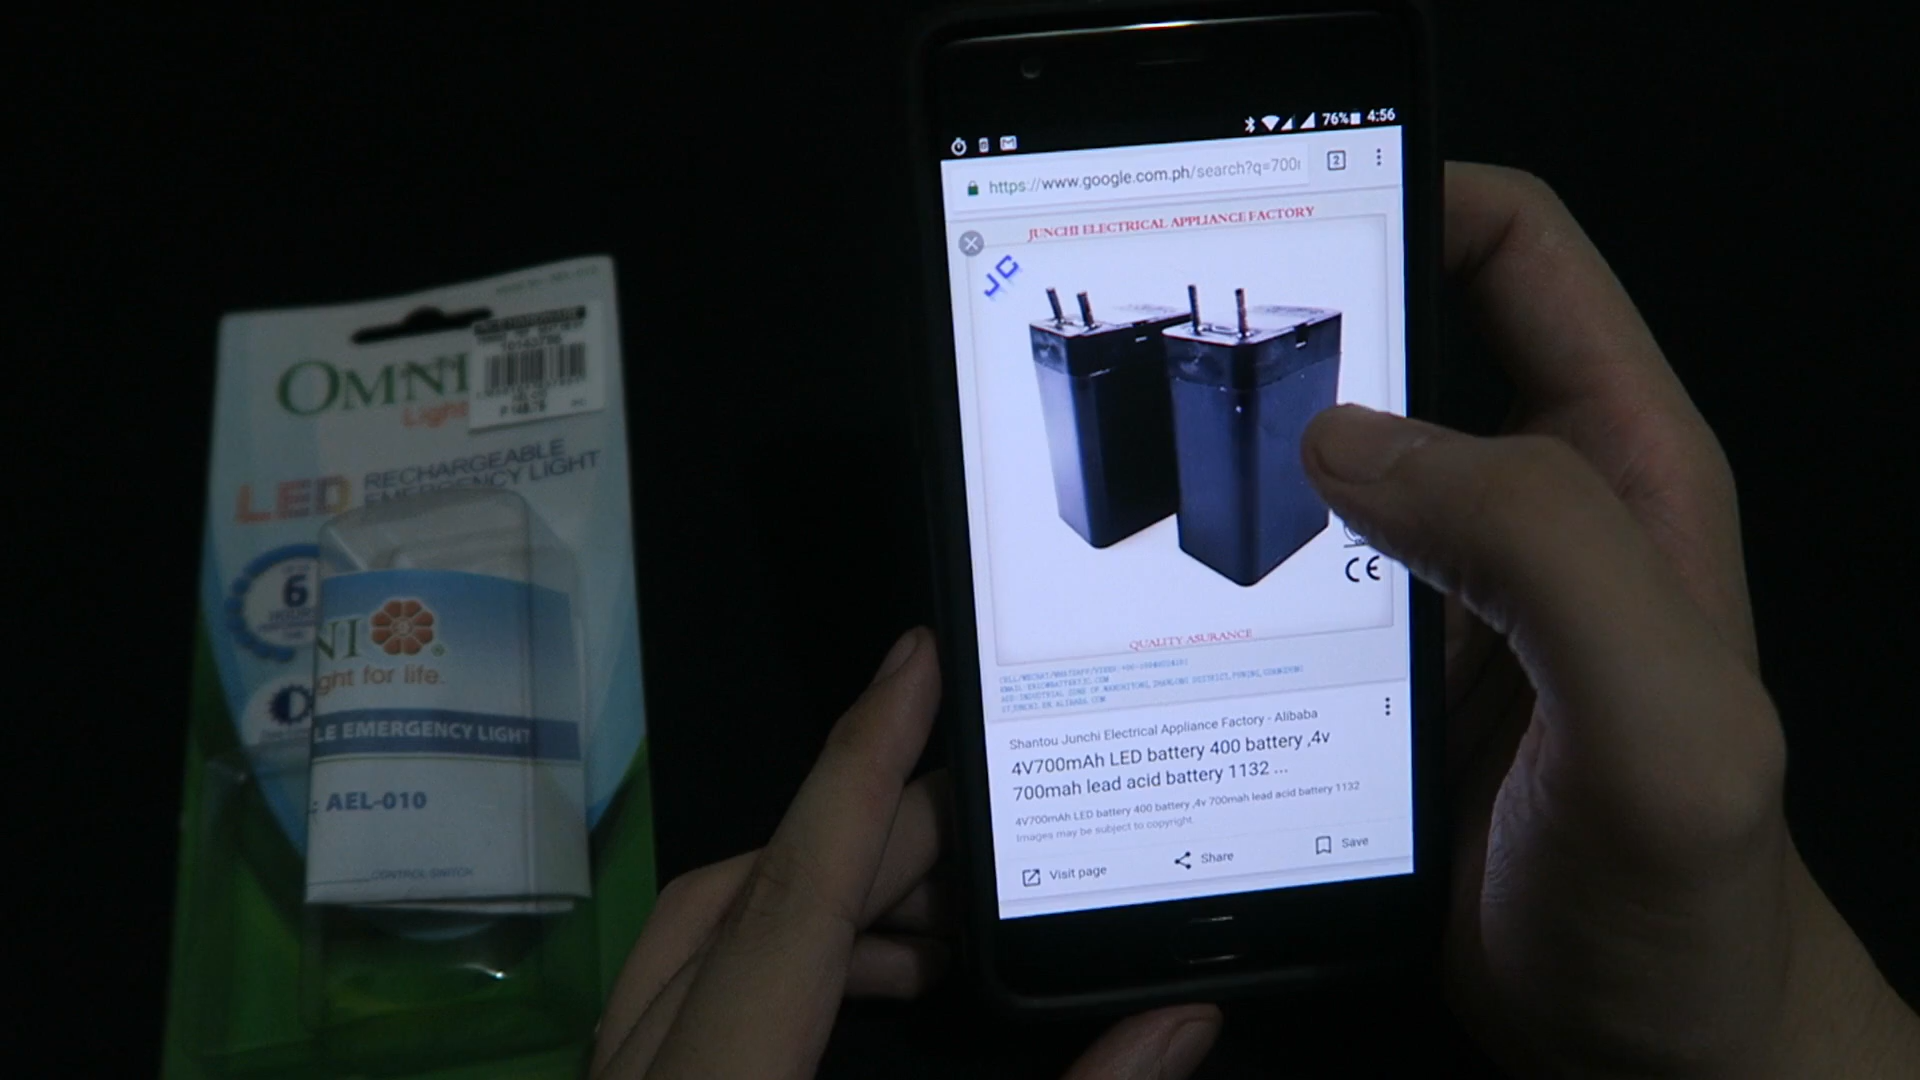 OMNI
Light
LED RECHARGEABLE
EMERGENCY LIGHT
6
NI
ght for life.
LE EMERGENCY LIGHT
: AEL-010
CONTROL SWITCH
76% 4:56
https://www.google.com.ph/search?q=700
2
JUNCHI ELECTRICAL APPLIANCE FACTORY
JC
CE
QUALITY ASURANCE
Shantou Junchi Electrical Appliance Factory - Alibaba
4V700mAh LED battery 400 battery ,4v
700mah lead acid battery 1132 ...
4V700mAh LED battery 400 battery ,4v 700mah lead acid battery 1132
Images may be subject to copyright.
Visit page
Share
Save